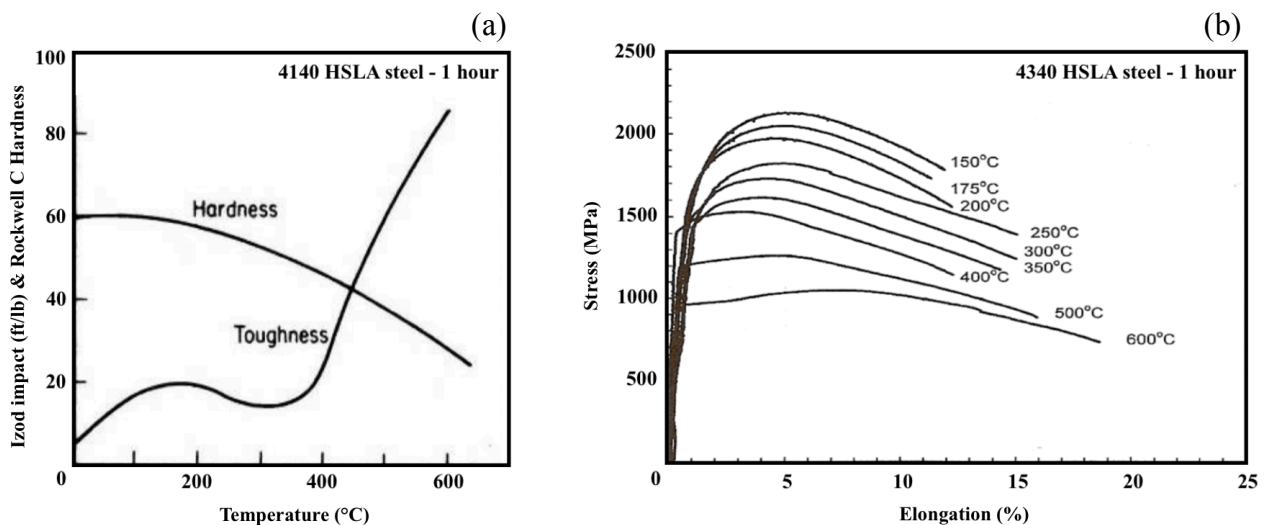 (a)
4140 HSLA steel - 1 hour
Izod impact (ft/lb) & Rockwell C Hardness
100
80
60
40
20
0
Hardness
Toughness
200
400
600
Temperature (°C)
(b)
4340 HSLA steel - 1 hour
Stress (MPa)
2500
2000
1500
1000
500
0
150°C
175°C
200°C
250°C
300°C
350°C
400°C
500°C
600°C
5
10
15
20
25
Elongation (%)